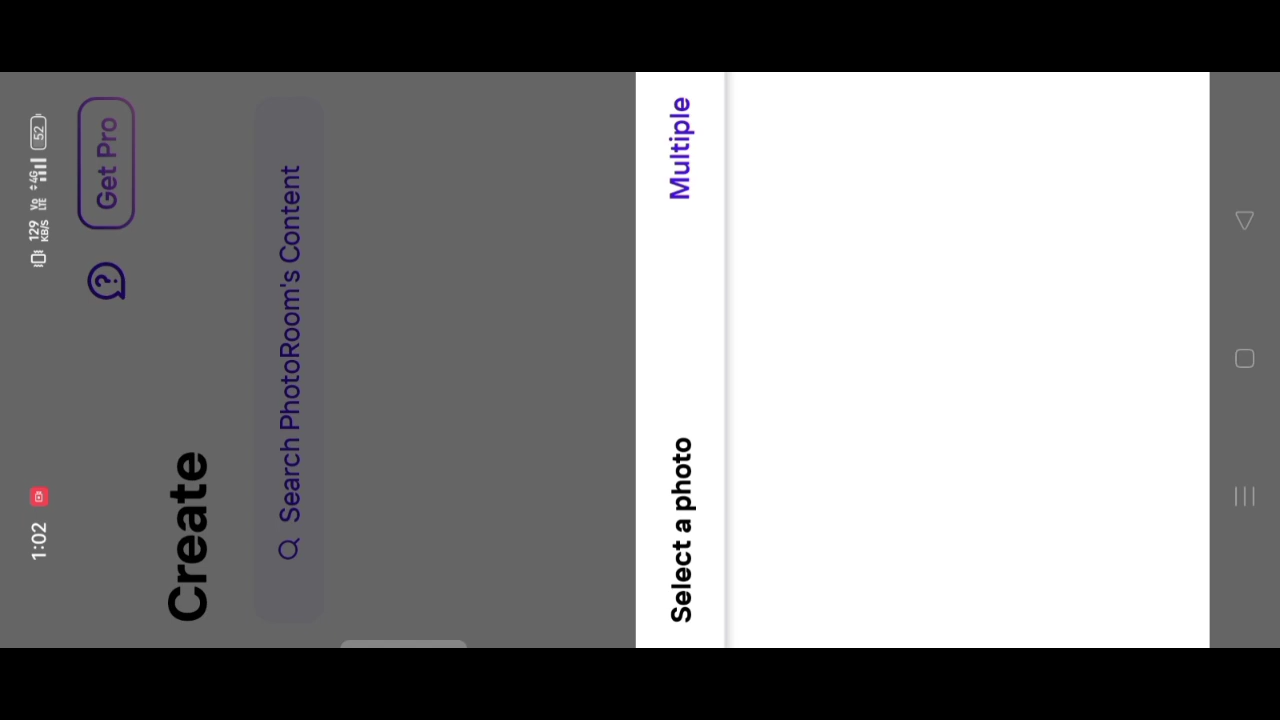 1:02
129 KB/S Vo LTE 4G 52
Get Pro
Create
Search PhotoRoom's Content
Select a photo
Multiple